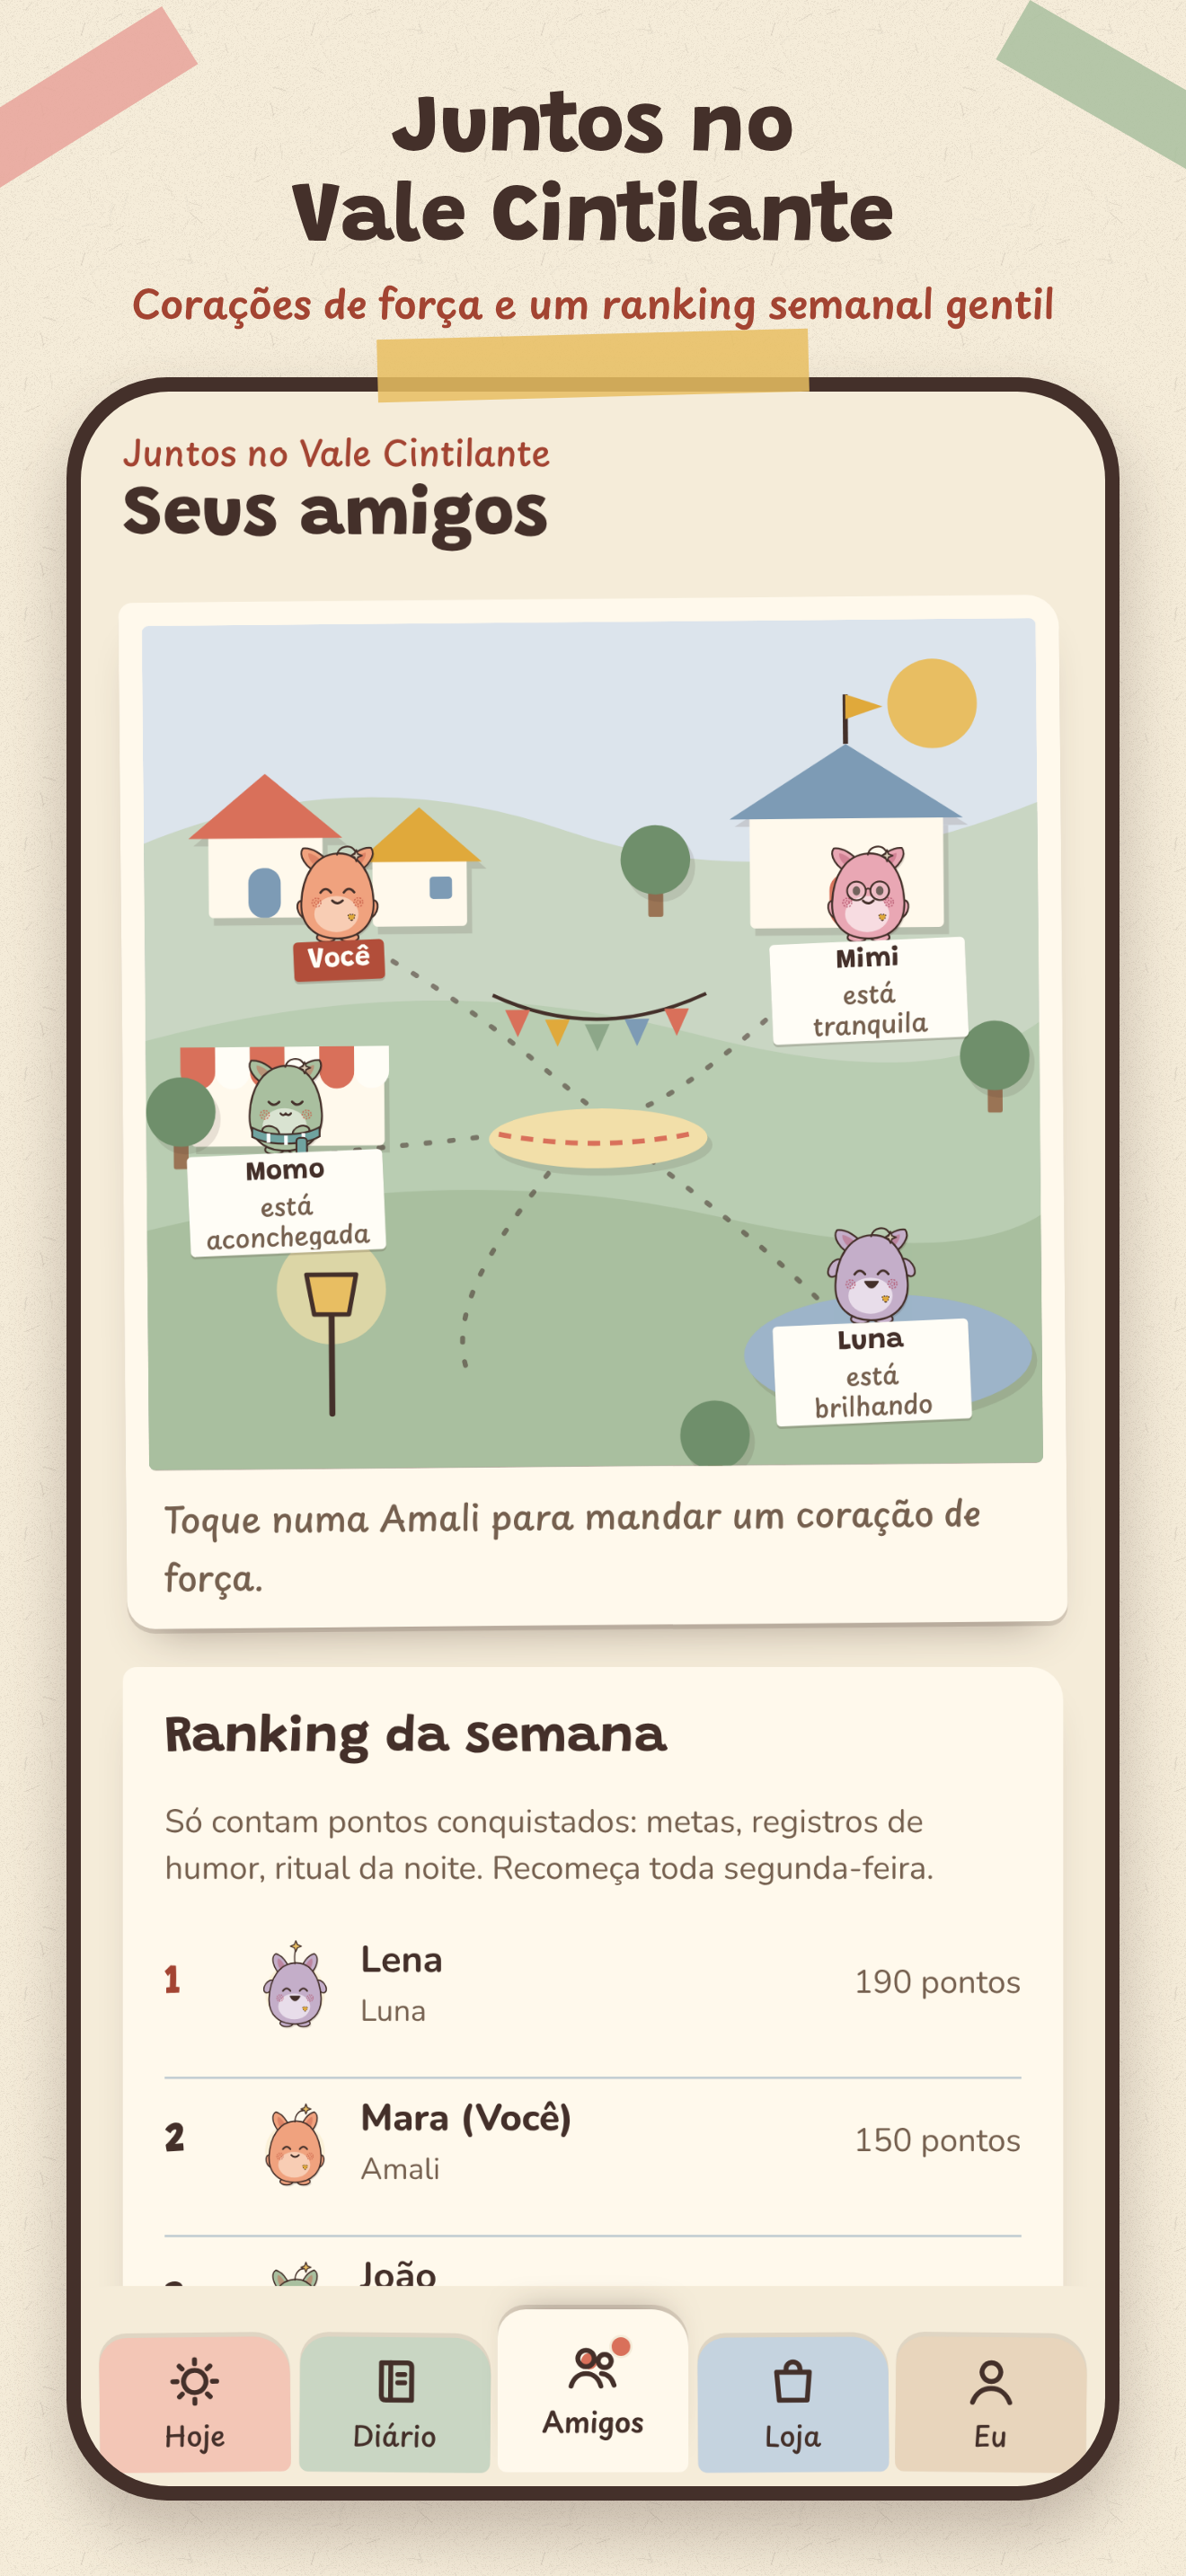 Juntos no
Vale Cintilante
Corações de força e um ranking semanal gentil
Juntos no Vale Cintilante
Seus amigos
Você
Mimi
está
tranquila
Momo
está
aconchegada
Luna
está
brilhando
Toque numa Amali para mandar um coração de
força.
Ranking da semana
Só contam pontos conquistados: metas, registros de
humor, ritual da noite. Recomeça toda segunda-feira.
1
Lena
190 pontos
Luna
2
Mara (Você)
150 pontos
Amali
João
Hoje
Diário
Amigos
Loja
Eu